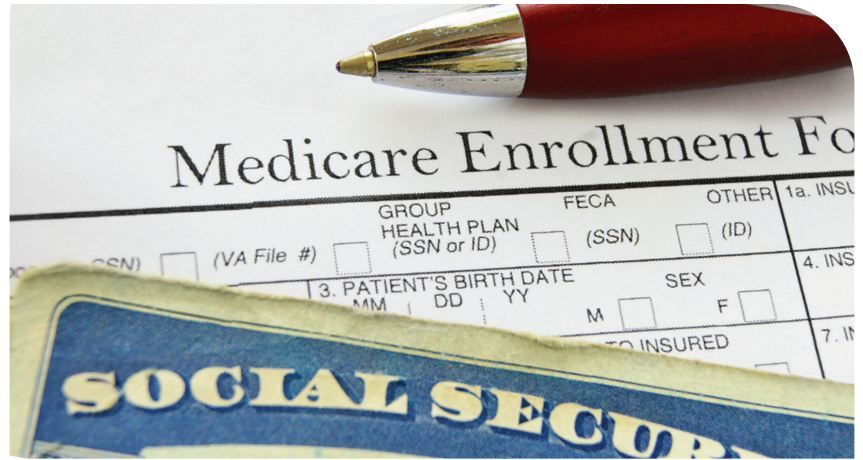 Medicare Enrollment Fo
GROUP HEALTH PLAN (SSN or ID)
FECA
OTHER
1a. INSU
SSN)
(VA File #)
(SSN)
(ID)
3. PATIENT'S BIRTH DATE
MM DD YY
SEX
M F
4. INS
TO INSURED
7. IN
SOCIAL SECUR